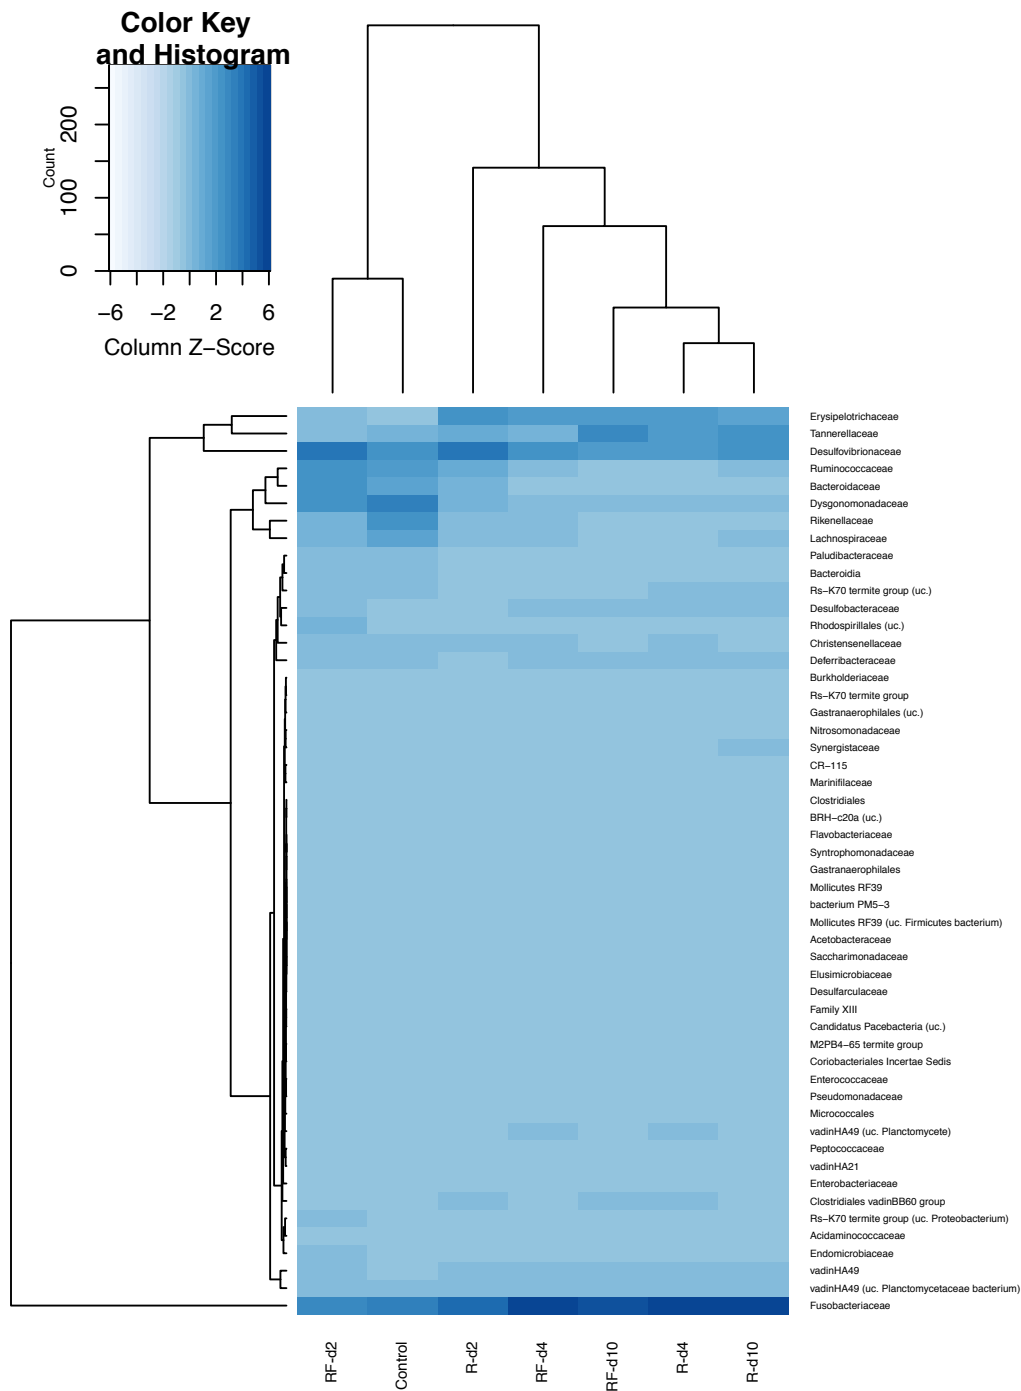 Color Key
and Histogram
Count
0
100
200
−6
−2
2
6
Column Z−Score
Erysipelotrichaceae
Tannerellaceae
Desulfovibrionaceae
Ruminococcaceae
Bacteroidaceae
Dysgonomonadaceae
Rikenellaceae
Lachnospiraceae
Paludibacteraceae
Bacteroidia
Rs−K70 termite group (uc.)
Desulfobacteraceae
Rhodospirillales (uc.)
Christensenellaceae
Deferribacteraceae
Burkholderiaceae
Rs−K70 termite group
Gastranaerophilales (uc.)
Nitrosomonadaceae
Synergistaceae
CR−115
Marinifilaceae
Clostridiales
BRH−c20a (uc.)
Flavobacteriaceae
Syntrophomonadaceae
Gastranaerophilales
Mollicutes RF39
bacterium PM5−3
Mollicutes RF39 (uc. Firmicutes bacterium)
Acetobacteraceae
Saccharimonadaceae
Elusimicrobiaceae
Desulfarculaceae
Family XIII
Candidatus Pacebacteria (uc.)
M2PB4−65 termite group
Coriobacteriales Incertae Sedis
Enterococcaceae
Pseudomonadaceae
Micrococcales
vadinHA49 (uc. Planctomycete)
Peptococcaceae
vadinHA21
Enterobacteriaceae
Clostridiales vadinBB60 group
Rs−K70 termite group (uc. Proteobacterium)
Acidaminococcaceae
Endomicrobiaceae
vadinHA49
vadinHA49 (uc. Planctomycetaceae bacterium)
Fusobacteriaceae
RF−d2
Control
R−d2
RF−d4
RF−d10
R−d4
R−d10